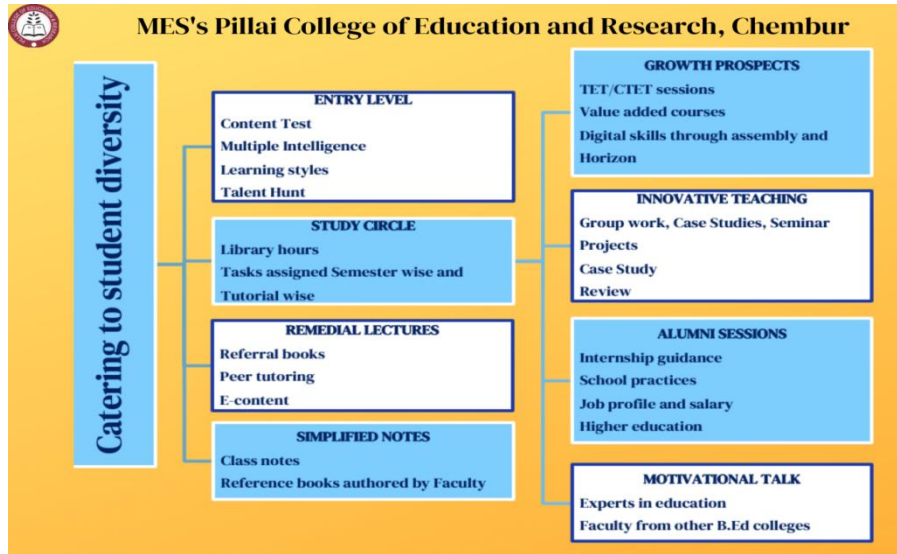 MES's Pillai College of Education and Research, Chembur
Catering to student diversity
ENTRY LEVEL
Content Test
Multiple Intelligence
Learning styles
Talent Hunt
STUDY CIRCLE
Library hours
Tasks assigned Semester wise and
Tutorial wise
REMEDIAL LECTURES
Referral books
Peer tutoring
E-content
SIMPLIFIED NOTES
Class notes
Reference books authored by Faculty
GROWTH PROSPECTS
TET/CTET sessions
Value added courses
Digital skills through assembly and
Horizon
INNOVATIVE TEACHING
Group work, Case Studies, Seminar
Projects
Case Study
Review
ALUMNI SESSIONS
Internship guidance
School practices
Job profile and salary
Higher education
MOTIVATIONAL TALK
Experts in education
Faculty from other B.Ed colleges